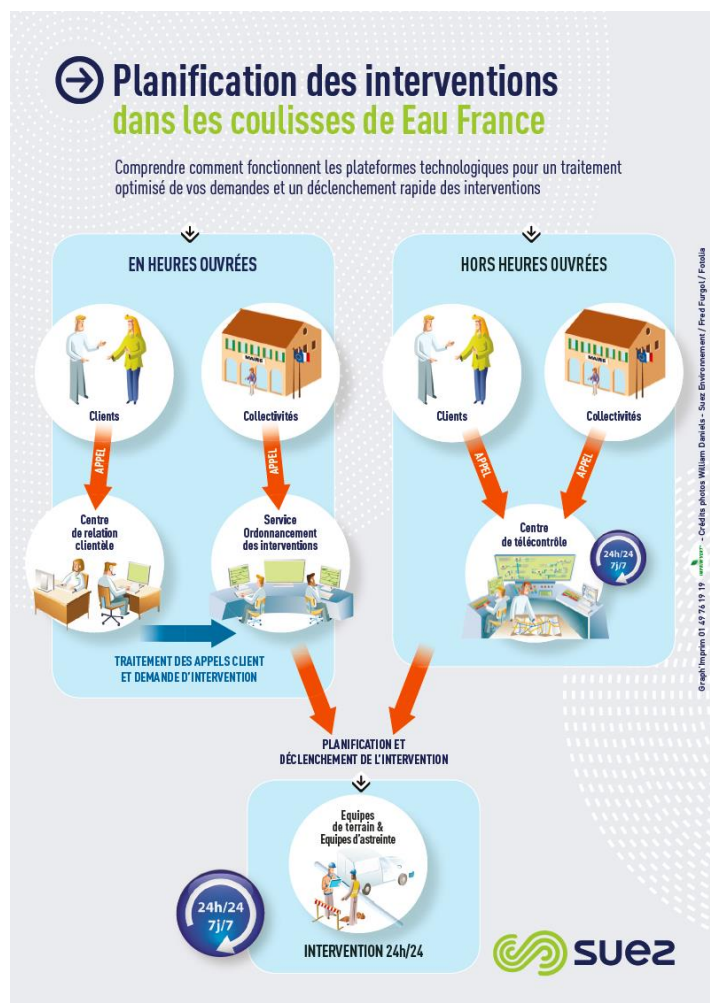 Planification des interventions
dans les coulisses de Eau France
Comprendre comment fonctionnent les plateformes technologiques pour un traitement
optimisé de vos demandes et un déclenchement rapide des interventions
EN HEURES OUVRÉES
MAIRIE
Clients
Collectivités
APPEL
APPEL
Centre
de relation
clientèle
Service
Ordonnancement
des interventions
TRAITEMENT DES APPELS CLIENT
ET DEMANDE D'INTERVENTION
HORS HEURES OUVRÉES
MAIRIE
Clients
Collectivités
APPEL
APPEL
Centre
de télécontrôle
24h/24
7j/7
PLANIFICATION ET
DÉCLENCHEMENT DE L'INTERVENTION
Equipes
de terrain &
Equipes d'astreinte
24h/24
7j/7
INTERVENTION 24h/24
suez
Graph'Imprim 01 49 76 19 19 - Crédits photos William Daniels - Suez Environnement / Fred Furgol / Fotolia